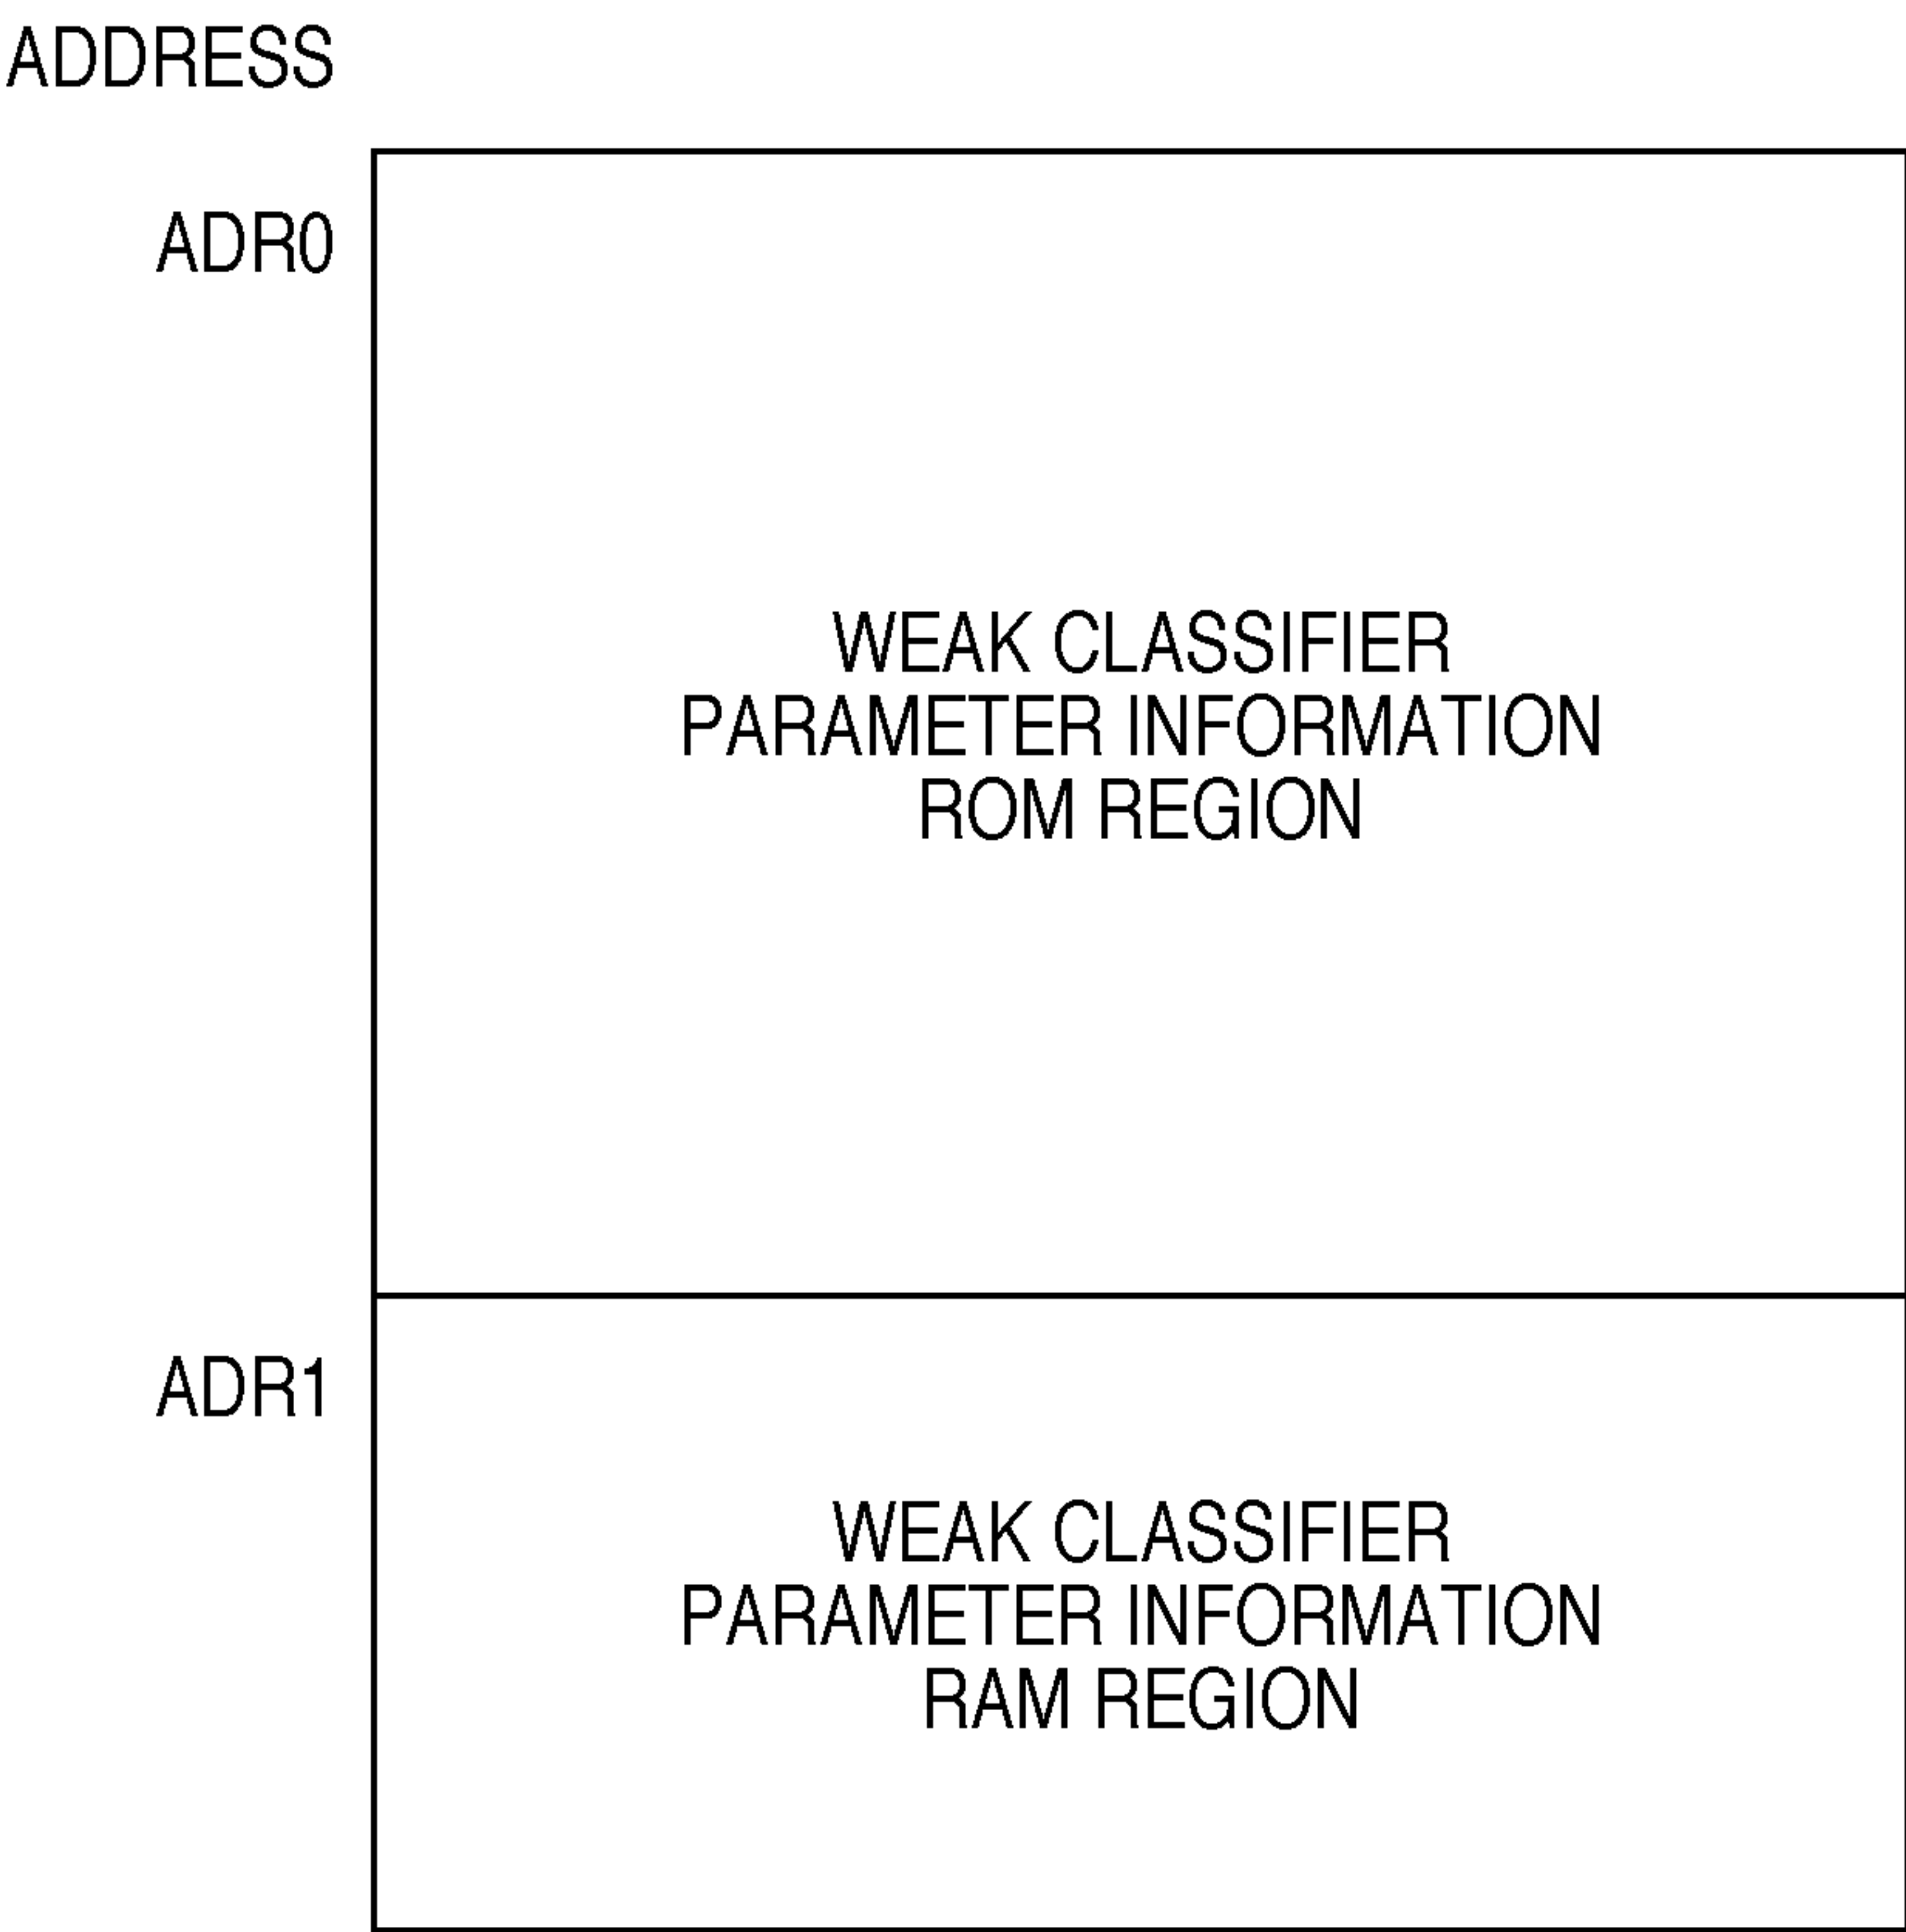 ADDRESS
ADR0
WEAK CLASSIFIER
PARAMETER INFORMATION
ROM REGION
ADR1
WEAK CLASSIFIER
PARAMETER INFORMATION
RAM REGION